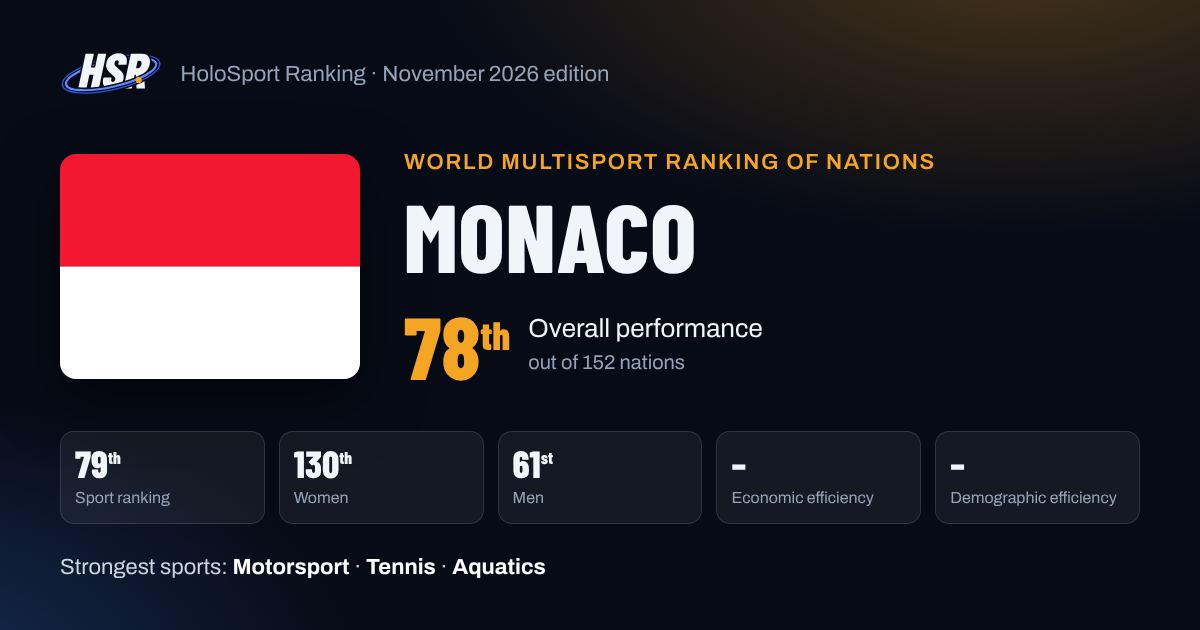 HSR HoloSport Ranking · November 2026 edition
WORLD MULTISPORT RANKING OF NATIONS
MONACO
78th Overall performance
out of 152 nations
79th
Sport ranking
130th
Women
61st
Men
–
Economic efficiency
–
Demographic efficiency
Strongest sports: Motorsport · Tennis · Aquatics